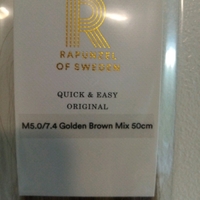 R
RAPUNZEL
OF SWEDEN
QUICK & EASY
ORIGINAL
M5.0/7.4 Golden Brown Mix 50cm